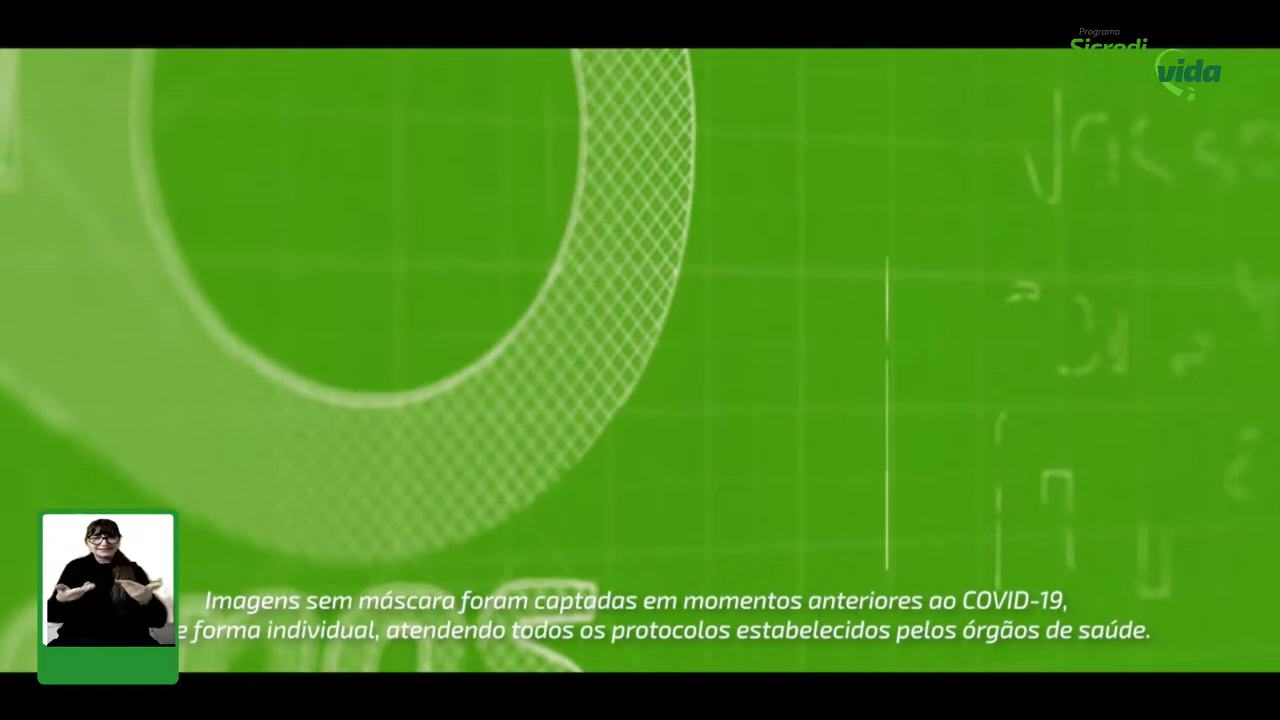 Programa
Sicredi
vida
Imagens sem máscara foram captadas em momentos anteriores ao COVID-19,
e forma individual, atendendo todos os protocolos estabelecidos pelos órgãos de saúde.